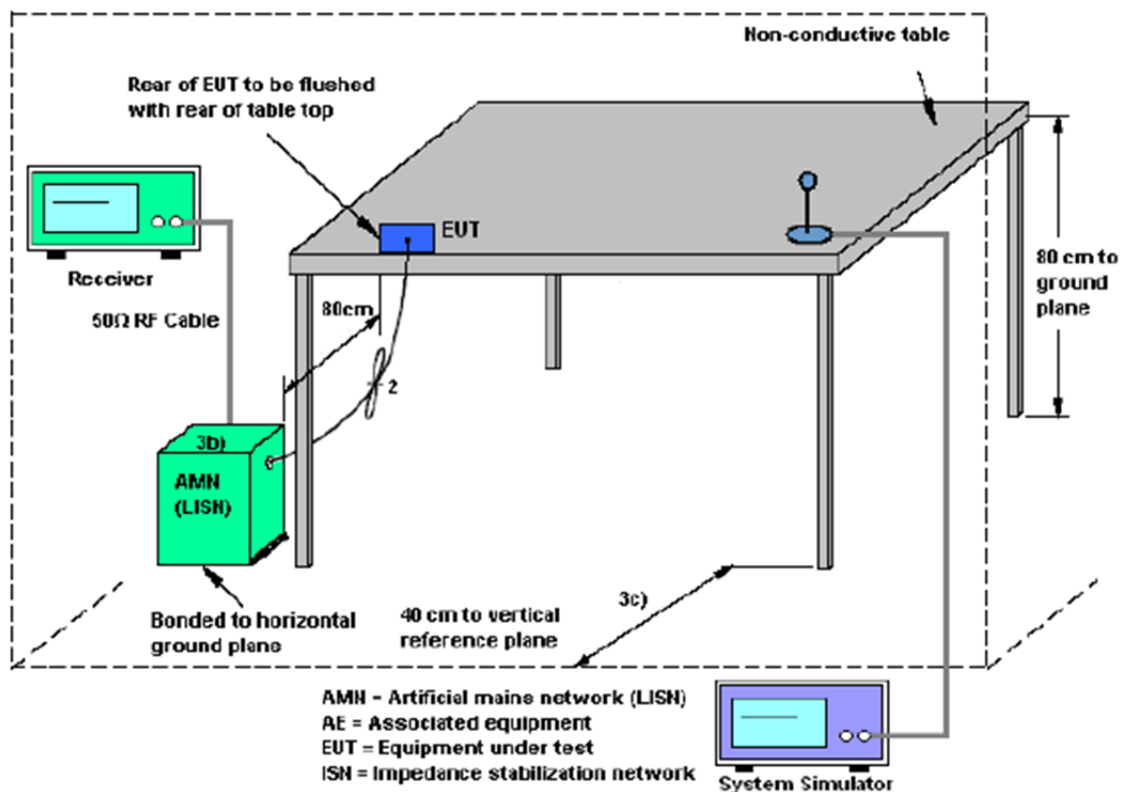 Non-conductive table
Rear of EUT to be flushed
with rear of table top
EUT
Receiver
80 cm to
ground
plane
80cm
50Ω RF Cable
2
3b)
AMN
(LISN)
3c)
Bonded to horizontal
ground plane
40 cm to vertical
reference plane
AMN = Artificial mains network (LISN)
AE = Associated equipment
EUT = Equipment under test
ISN = Impedance stabilization network
System Simulator